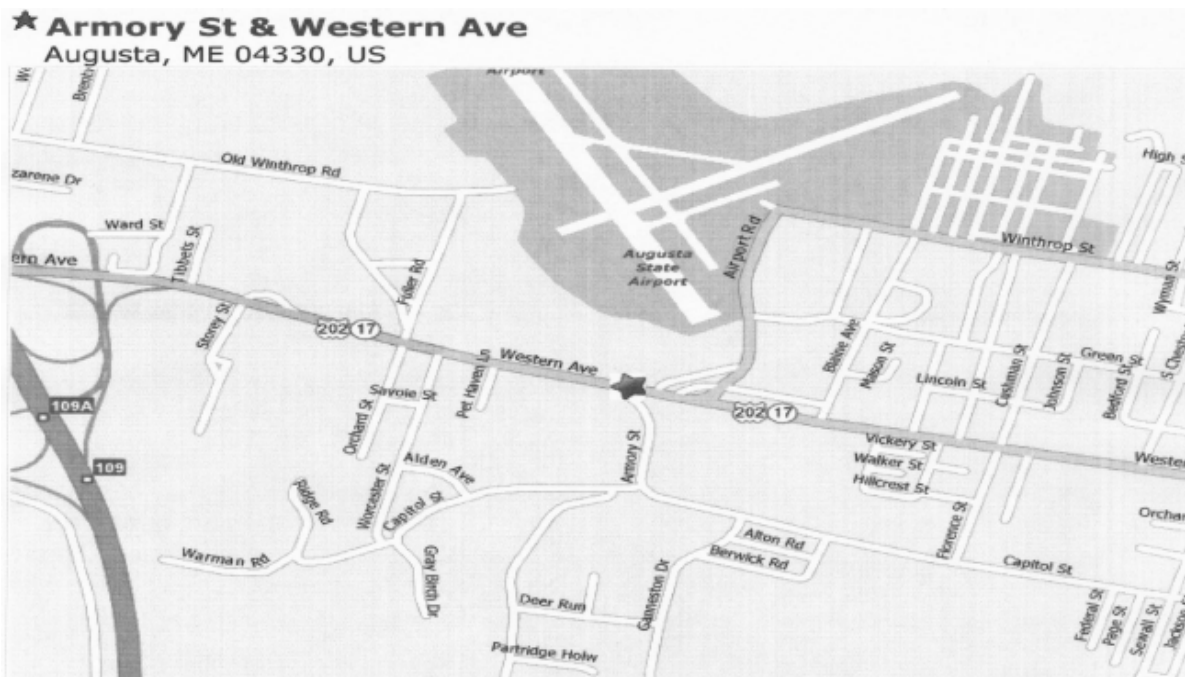 Armory St & Western Ave
Augusta, ME 04330, US
Airport
Old Winthrop Rd
Ward St
Tibbets St
Storey St
Fuller Rd
202 17
Western Ave
Augusta
State
Airport
Airport Rd
Winthrop St
High
Wyman St
Blaine Ave
Mason St
Green St
Lincoln St
Cushman St
Johnson St
Bedford St
202 17
Pet Haven Ln
Savoie St
Orchard St
109A
109
Worcester St
Alden Ave
Capitol St
Ridge Rd
Warman Rd
Gray Birch Dr
Armory St
Vickery St
Walker St
Hillcrest St
Florence St
Alton Rd
Berwick Rd
Ganneston Dr
Deer Run
Partridge Holw
Capitol St
Federal St
Page St
Sewall St